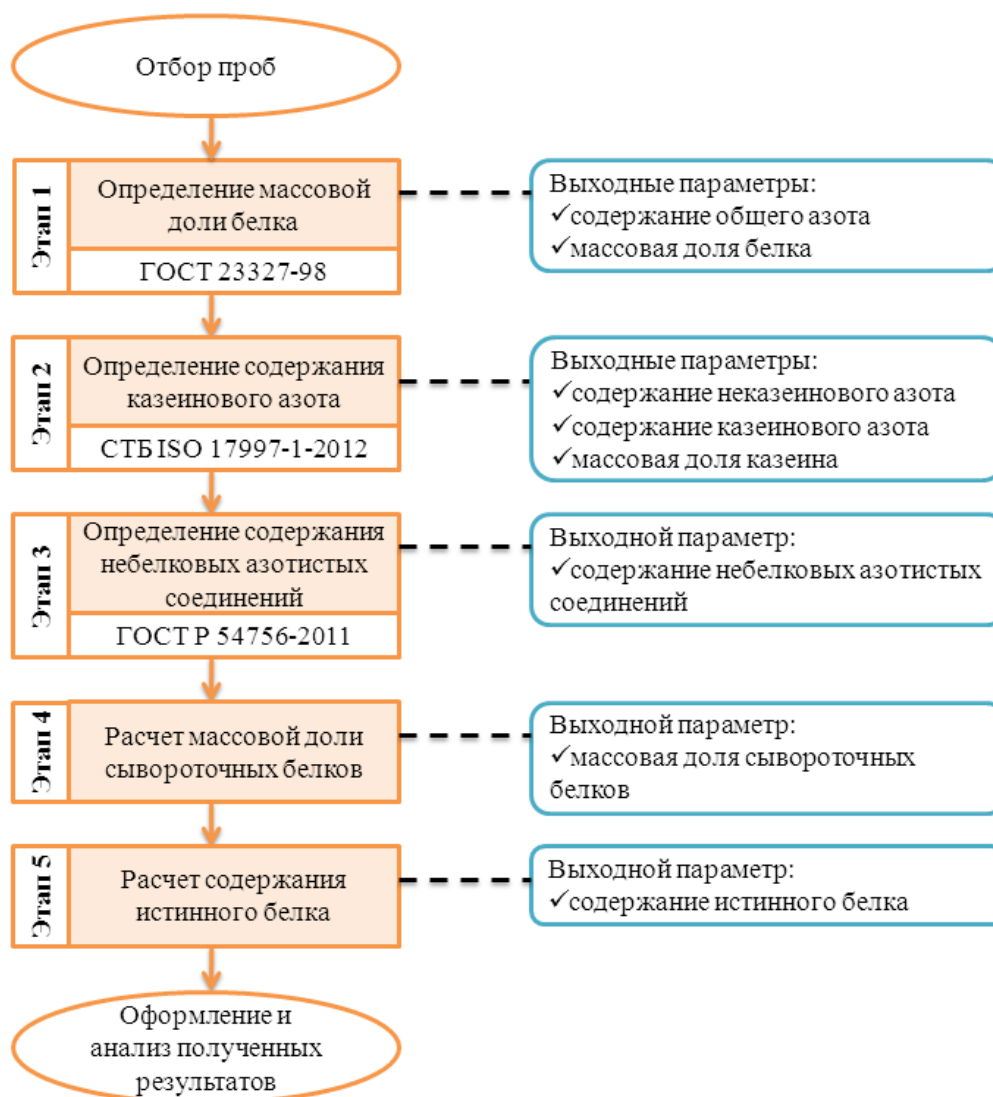 Отбор проб
Этап 1
Определение массовой
доли белка
ГОСТ 23327-98
Выходные параметры:
✓содержание общего азота
✓массовая доля белка
Этап 2
Определение содержания
казеинового азота
СТБ ISO 17997-1-2012
Выходные параметры:
✓содержание неказеинового азота
✓содержание казеинового азота
✓массовая доля казеина
Этап 3
Определение содержания
небелковых азотистых
соединений
ГОСТ Р 54756-2011
Выходной параметр:
✓содержание небелковых азотистых
соединений
Этап 4
Расчет массовой доли
сывороточных белков
Выходной параметр:
✓массовая доля сывороточных
белков
Этап 5
Расчет содержания
истинного белка
Выходной параметр:
✓содержание истинного белка
Оформление и
анализ полученных
результатов